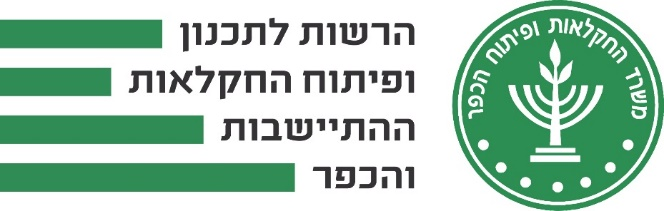 הרשות לתכנון
ופיתוח החקלאות
ההתיישבות
והכפר
משרד החקלאות ופיתוח הכפר